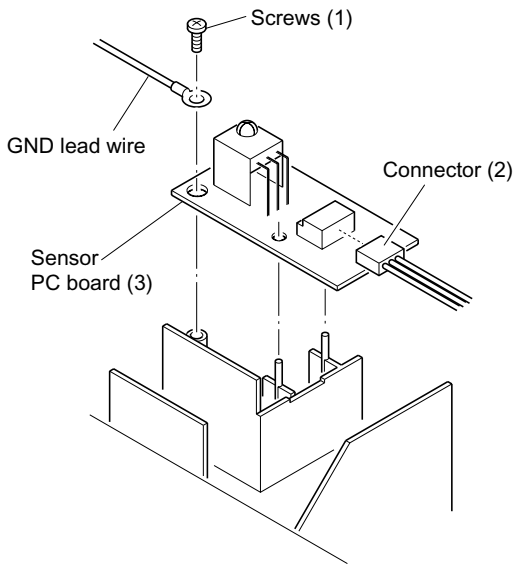 Screws (1)
GND lead wire
Connector (2)
Sensor
PC board (3)